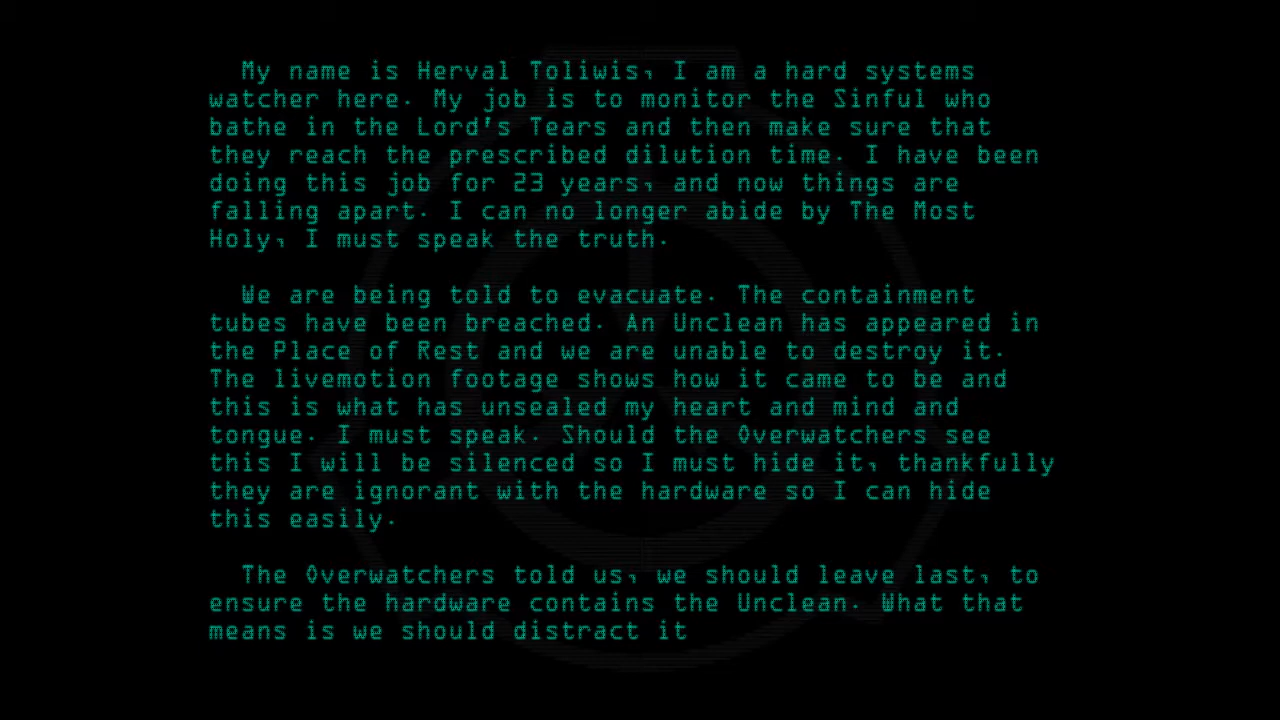 My name is Herval Toliwis, I am a hard systems
watcher here. My job is to monitor the Sinful who
bathe in the Lord's Tears and then make sure that
they reach the prescribed dilution time. I have been
doing this job for 23 years, and now things are
falling apart. I can no longer abide by The Most
Holy, I must speak the truth.
We are being told to evacuate. The containment
tubes have been breached. An Unclean has appeared in
the Place of Rest and we are unable to destroy it.
The livemotion footage shows how it came to be and
this is what has unsealed my heart and mind and
tongue. I must speak. Should the Overwatchers see
this I will be silenced so I must hide it, thankfully
they are ignorant with the hardware so I can hide
this easily.
The Overwatchers told us, we should leave last, to
ensure the hardware contains the Unclean. What that
means is we should distract it